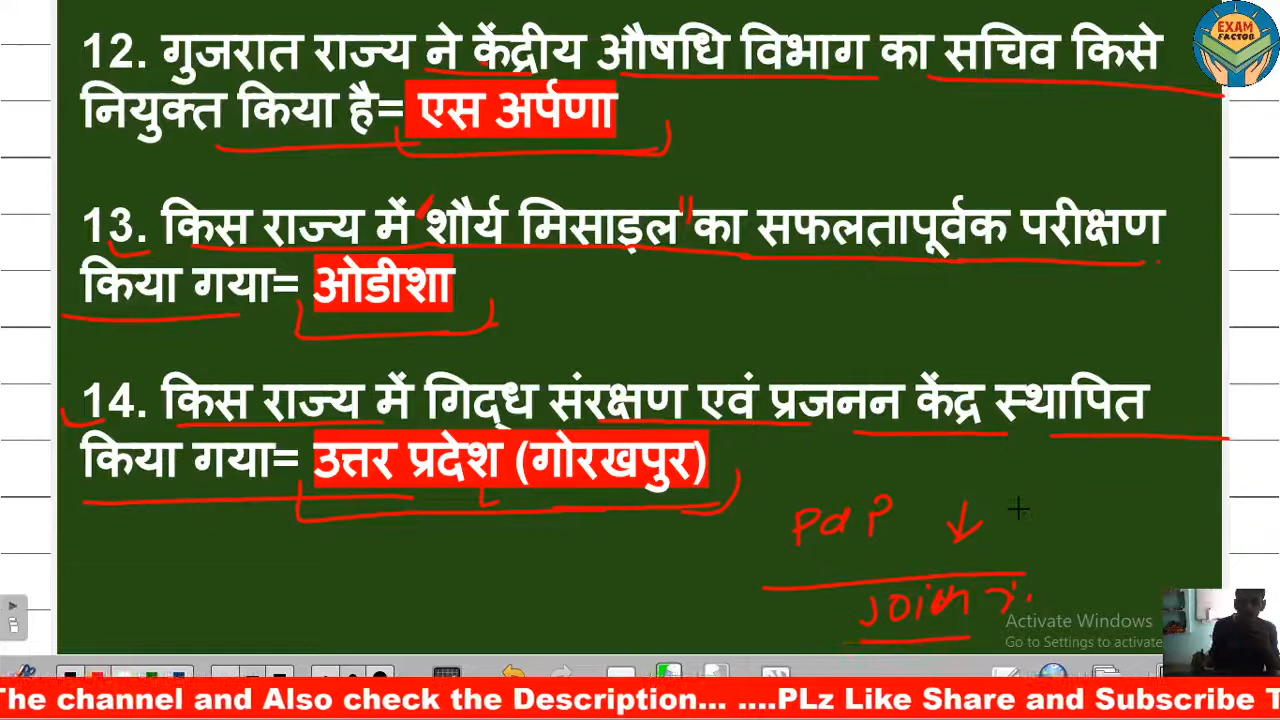 12. गुजरात राज्य ने केंद्रीय औषधि विभाग का सचिव किसे
नियुक्त किया है= एस अर्पणा
EXAM
FACTOR
13. किस राज्य में शौर्य मिसाइल" का सफलतापूर्वक परीक्षण
किया गया= ओडीशा
14. किस राज्य में गिद्ध संरक्षण एवं प्रजनन केंद्र स्थापित
किया गया= उत्तर प्रदेश (गोरखपुर)
Pdf
Join
Activate Windows
Go to Settings to activate
The channel and Also check the Description... ....PLz Like Share and Subscribe T